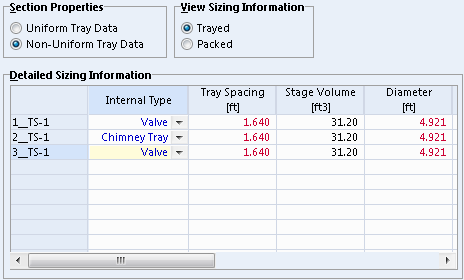 Section Properties
Uniform Tray Data
Non-Uniform Tray Data
View Sizing Information
Trayed
Packed
Detailed Sizing Information
Internal Type Tray Spacing [ft] Stage Volume [ft3] Diameter [ft]
1__TS-1 Valve 1.640 31.20 4.921
2__TS-1 Chimney Tray 1.640 31.20 4.921
3__TS-1 Valve 1.640 31.20 4.921